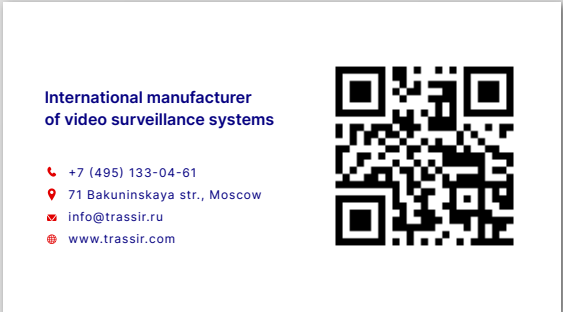 International manufacturer
of video surveillance systems
+7 (495) 133-04-61
71 Bakuninskaya str., Moscow
info@trassir.ru
www.trassir.com